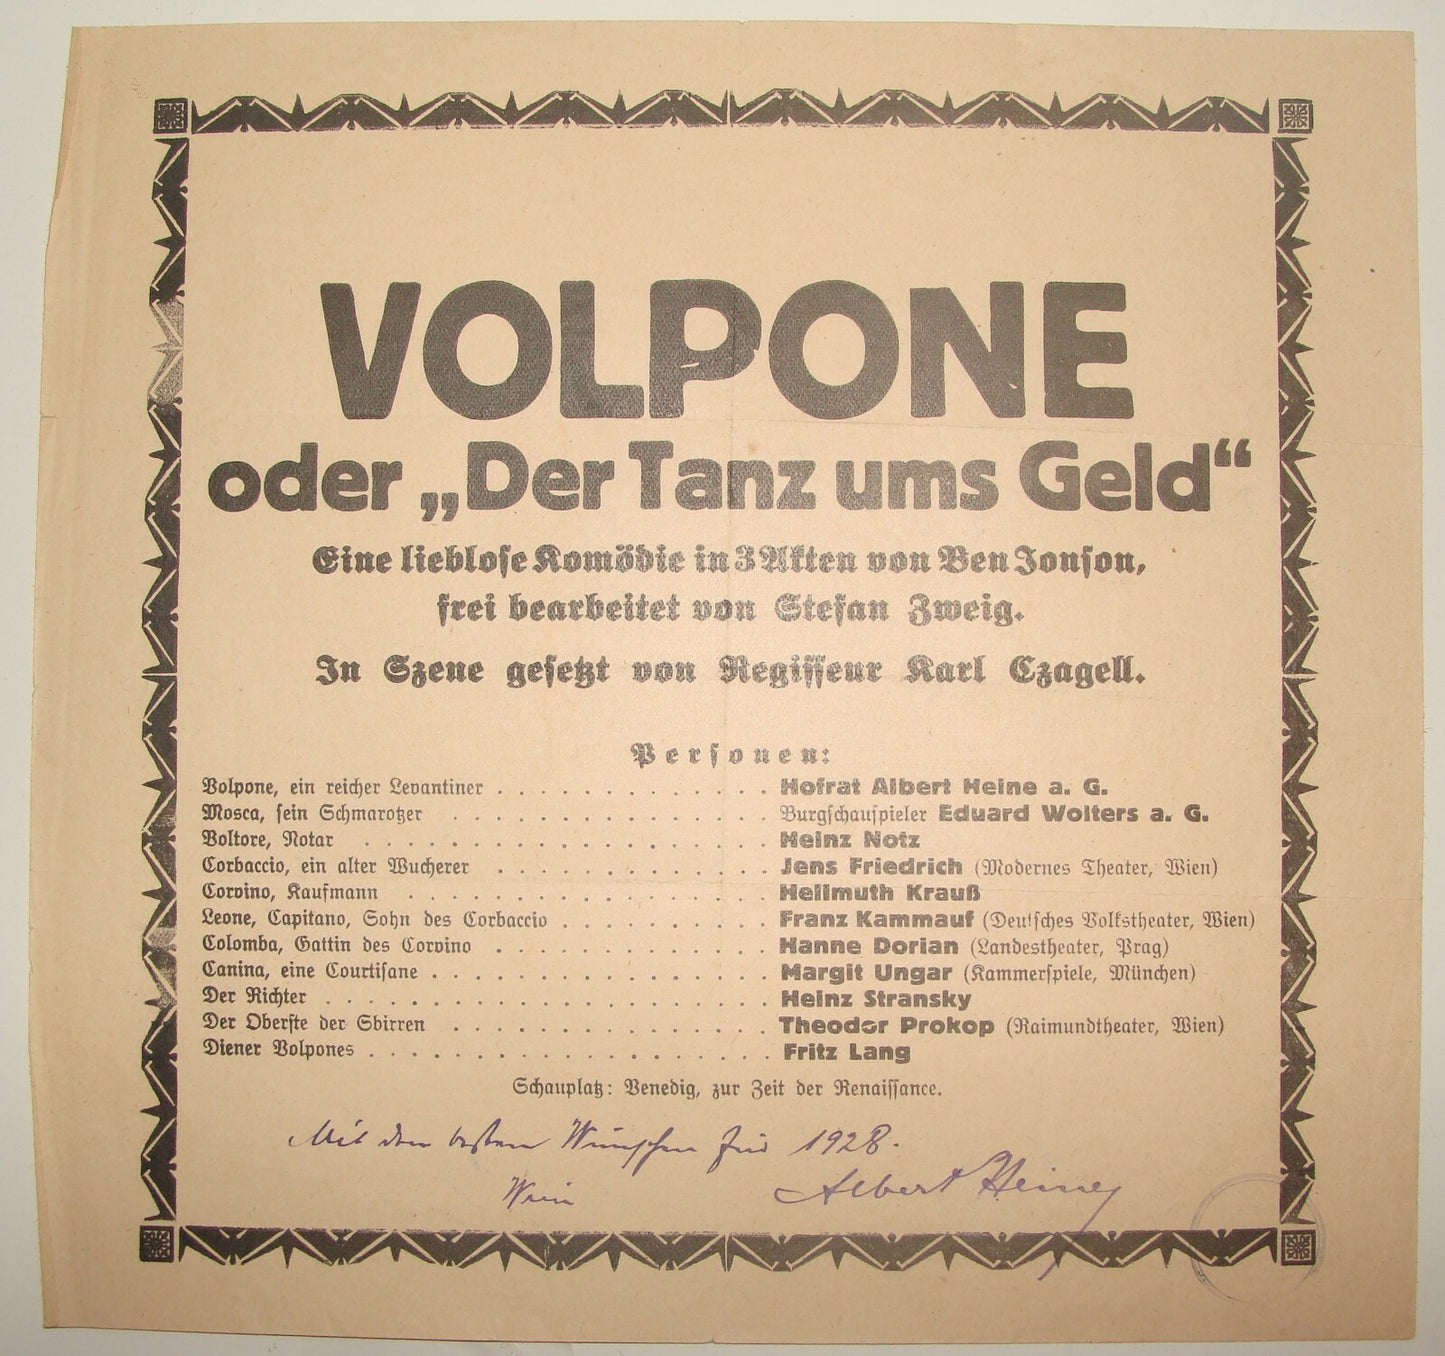 VOLPONE
oder „Der Tanz ums Geld“
Eine lieblose Komödie in 3 Akten von Ben Jonson,
frei bearbeitet von Stefan Zweig.
In Szene gesetzt von Regisseur Karl Czagell.
Personen:
Volpone, ein reicher Levantiner . . . . . . . . . . . . . . Hofrat Albert Heine a. G.
Mosca, sein Schmarotzer . . . . . . . . . . . . . . . . Burgschauspieler Eduard Wolters a. G.
Voltore, Notar . . . . . . . . . . . . . . . . . . . . Heinz Notz
Corbaccio, ein alter Wucherer . . . . . . . . . . . . . . Jens Friedrich (Modernes Theater, Wien)
Corvino, Kaufmann . . . . . . . . . . . . . . . . . . Hellmuth Krauß
Leone, Capitano, Sohn des Corbaccio . . . . . . . . . . . Franz Kammauf (Deutsches Volkstheater, Wien)
Colomba, Gattin des Corvino . . . . . . . . . . . . . . Hanne Dorian (Landestheater, Prag)
Canina, eine Courtisane . . . . . . . . . . . . . . . . . Margit Ungar (Kammerspiele, München)
Der Richter . . . . . . . . . . . . . . . . . . . . . Heinz Stransky
Der Oberste der Sbirren . . . . . . . . . . . . . . . . Theodor Prokop (Raimundtheater, Wien)
Diener Volpones . . . . . . . . . . . . . . . . . . . Fritz Lang
Schauplatz: Venedig, zur Zeit der Renaissance.
Mit den besten Wünschen für 1928.
Wien Albert Heine